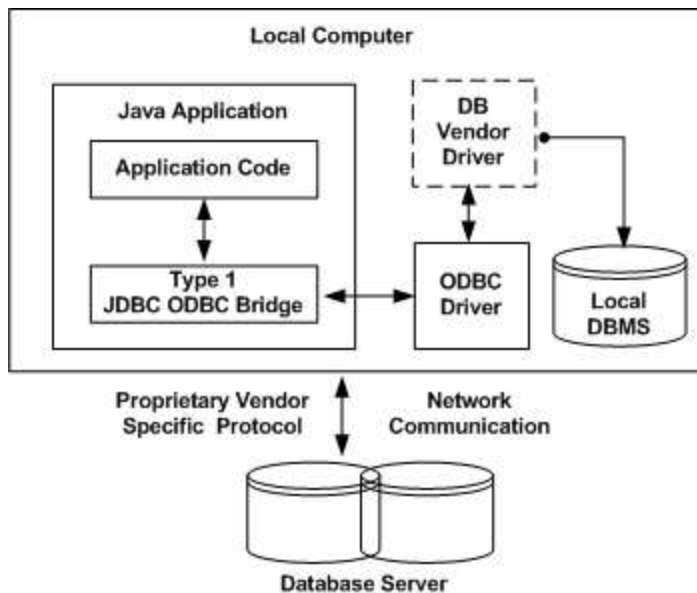 Local Computer
Java Application
Application Code
Type 1
JDBC ODBC Bridge
DB
Vendor
Driver
ODBC
Driver
Local
DBMS
Proprietary Vendor
Specific Protocol
Network
Communication
Database Server